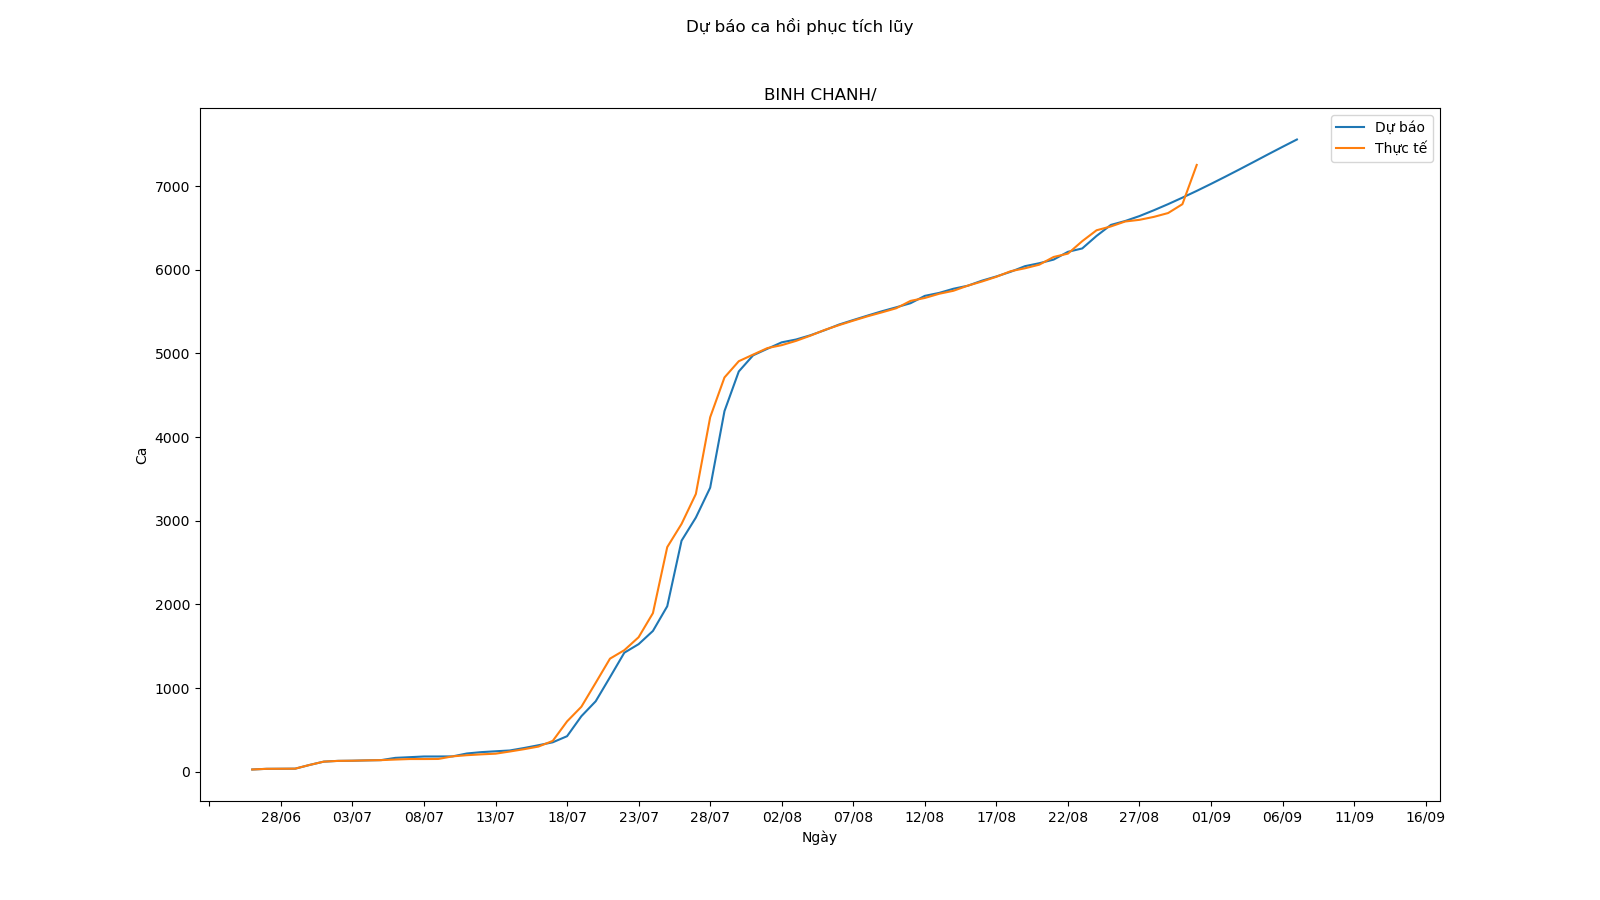 Dự báo ca hồi phục tích lũy
BINH CHANH/
Dự báo
Thực tế
7000
6000
5000
4000
3000
2000
1000
0
Ca
28/06 03/07 08/07 13/07 18/07 23/07 28/07 02/08 07/08 12/08 17/08 22/08 27/08 01/09 06/09 11/09 16/09
Ngày